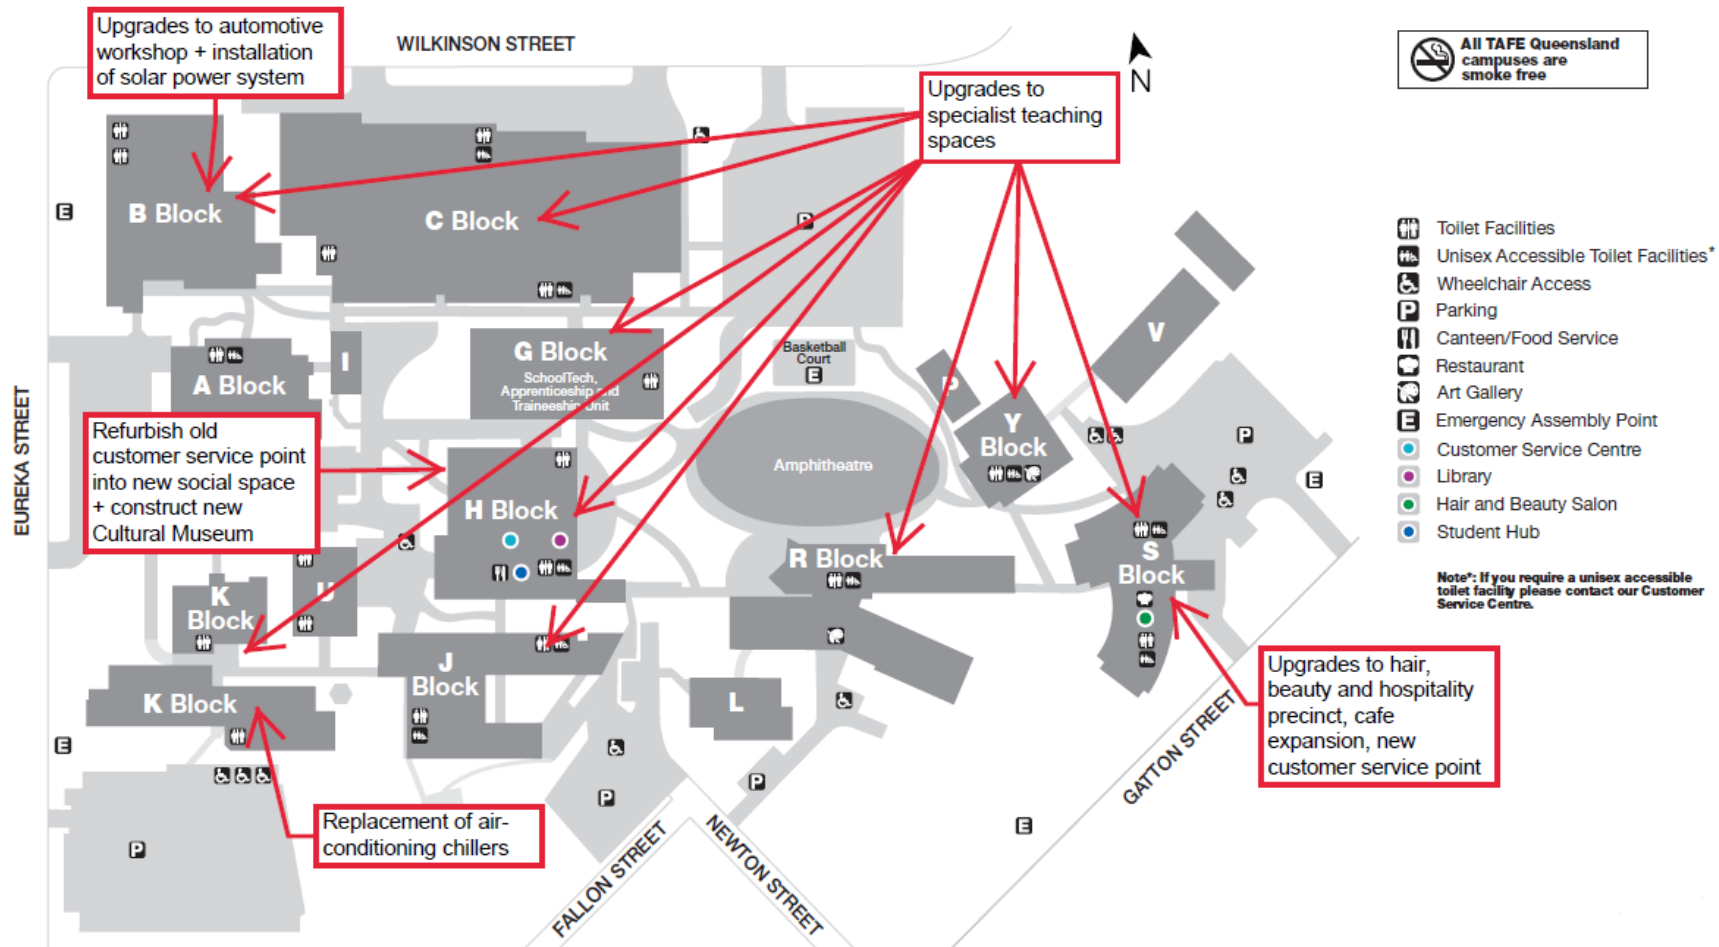 Upgrades to automotive
workshop + installation
of solar power system
WILKINSON STREET
N
All TAFE Queensland
campuses are
smoke free
Upgrades to
specialist teaching
spaces
B Block
C Block
E
P
Toilet Facilities
Unisex Accessible Toilet Facilities*
Wheelchair Access
P Parking
Canteen/Food Service
Restaurant
Art Gallery
E Emergency Assembly Point
Customer Service Centre
Library
Hair and Beauty Salon
Student Hub
Note*: If you require a unisex accessible
toilet facility please contact our Customer
Service Centre.
EUREKA STREET
A Block
I
G Block
SchoolTech,
Apprenticeship and
Traineeship Unit
Basketball
Court
E
P
V
Y
Block
P
E
Refurbish old
customer service point
into new social space
+ construct new
Cultural Museum
H Block
Amphitheatre
R Block
S
Block
K
Block
U
J
Block
K Block
L
E
P
P
P
E
Upgrades to hair,
beauty and hospitality
precinct, cafe
expansion, new
customer service point
Replacement of air-
conditioning chillers
FALLON STREET
NEWTON STREET
GATTON STREET